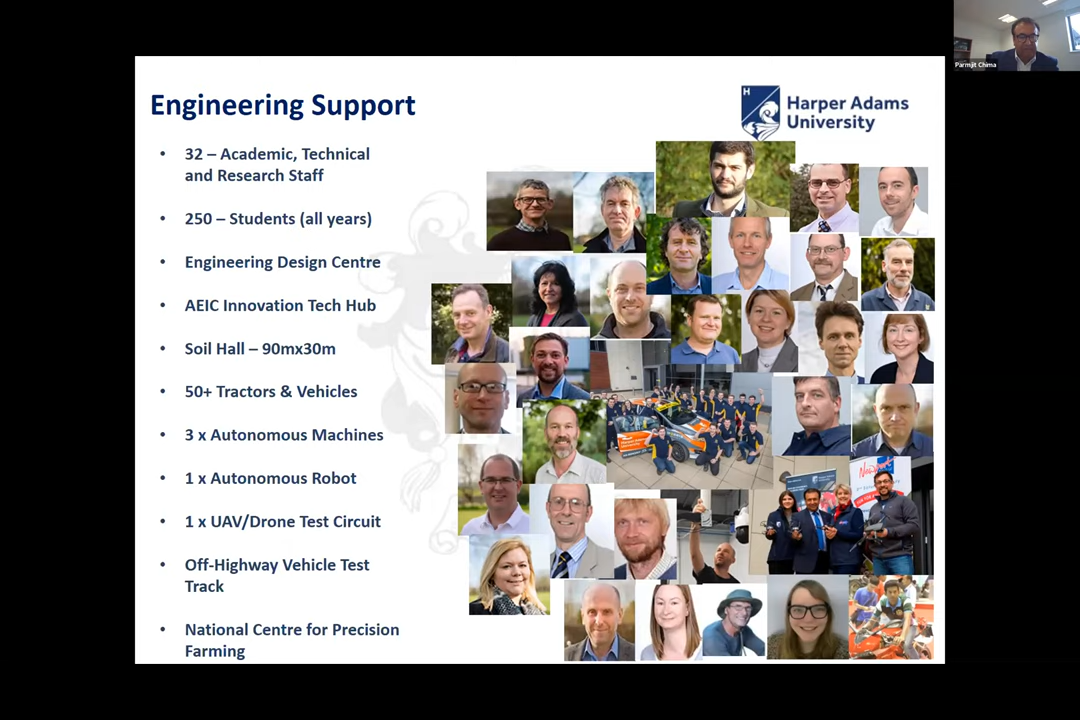 Parmjit Chima
Engineering Support
H
Harper Adams
University
• 32 – Academic, Technical
and Research Staff
• 250 – Students (all years)
• Engineering Design Centre
• AEIC Innovation Tech Hub
• Soil Hall – 90mx30m
• 50+ Tractors & Vehicles
• 3 x Autonomous Machines
• 1 x Autonomous Robot
• 1 x UAV/Drone Test Circuit
• Off-Highway Vehicle Test
Track
• National Centre for Precision
Farming